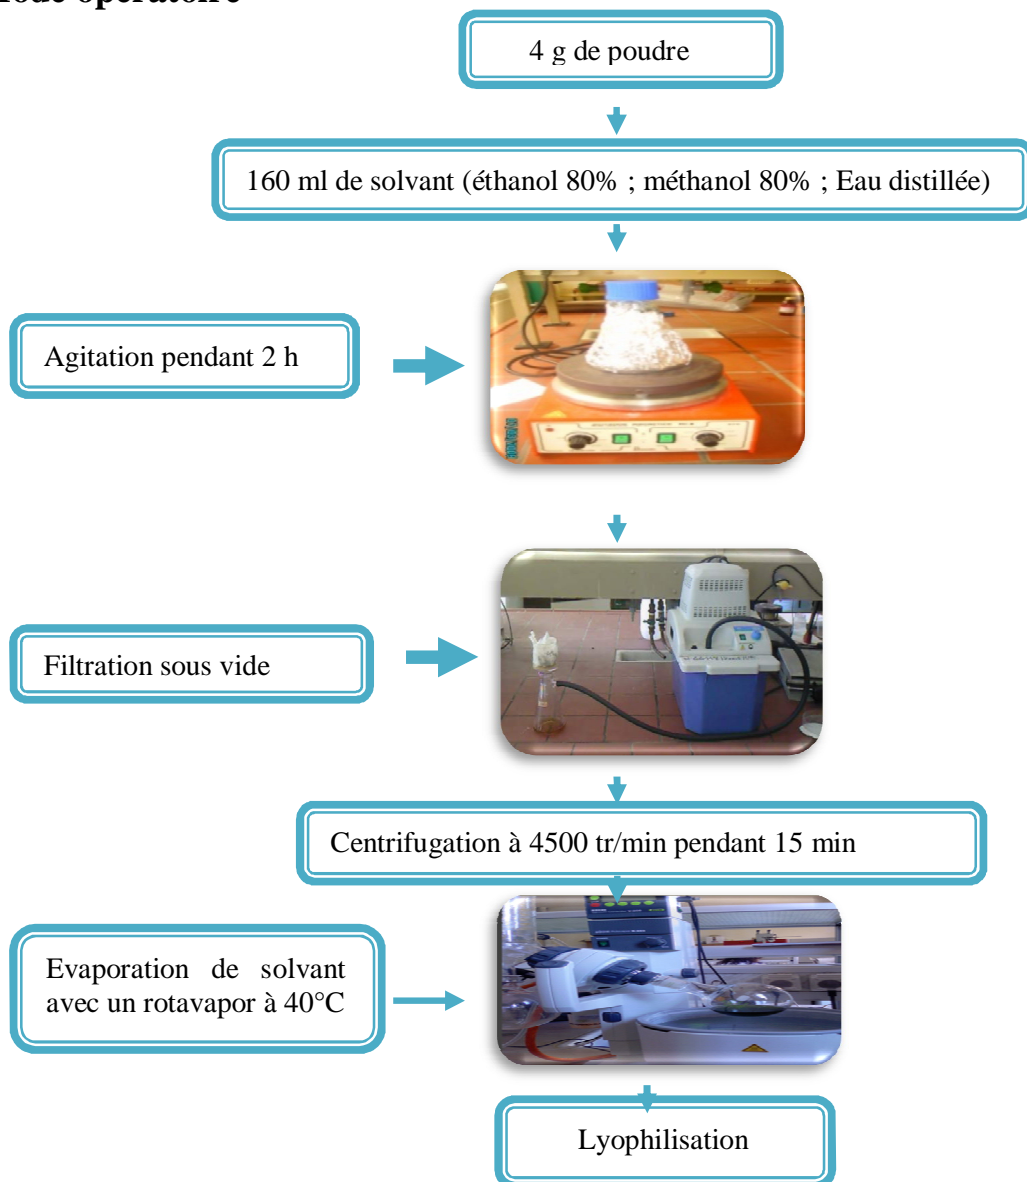 4 g de poudre
160 ml de solvant (éthanol 80% ; méthanol 80% ; Eau distillée)
Agitation pendant 2 h
Filtration sous vide
Centrifugation à 4500 tr/min pendant 15 min
Evaporation de solvant
avec un rotavapor à 40°C
Lyophilisation